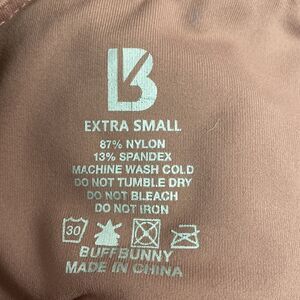 B
EXTRA SMALL
87% NYLON
13% SPANDEX
MACHINE WASH COLD
DO NOT TUMBLE DRY
DO NOT BLEACH
DO NOT IRON
30
BUFFBUNNY
MADE IN CHINA